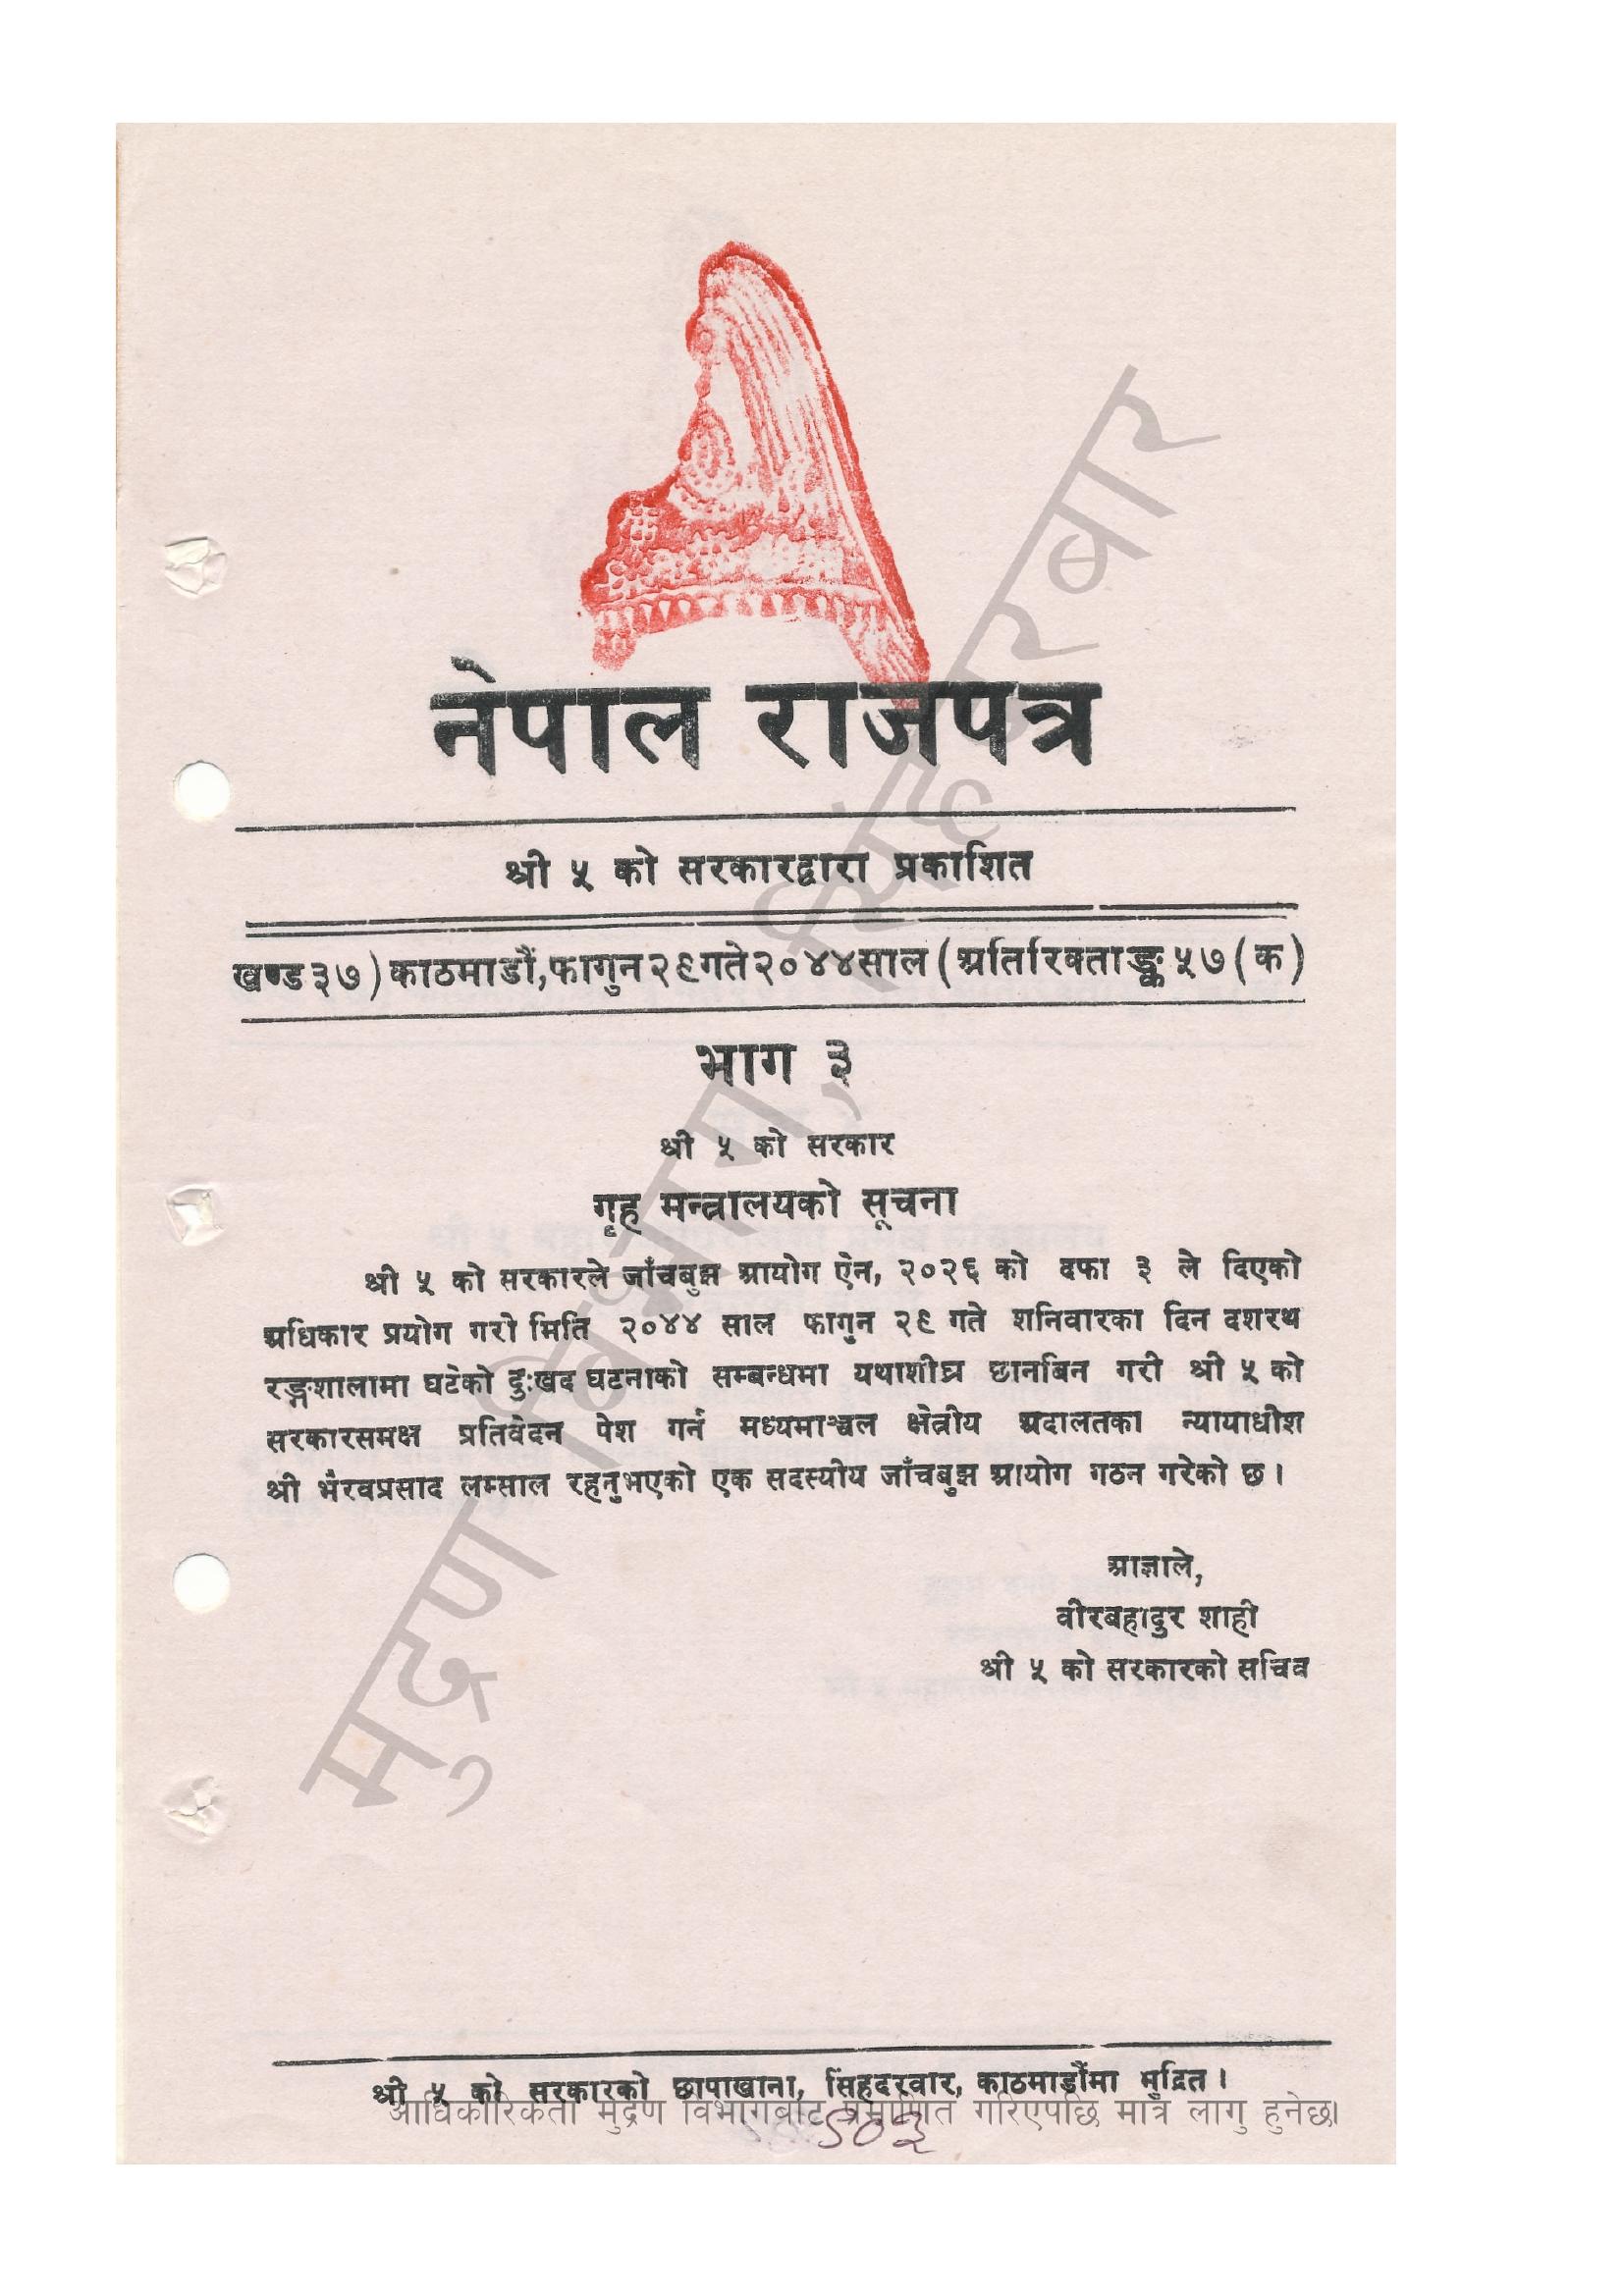 नेपाल राजपत्र
श्री ५ को सरकारद्वारा प्रकाशित
खण्ड ३७) काठमाडौं, फागुन २९ गते २०४४ साल (अतिरिक्ताङ्क ५७ (क)
भाग ३
श्री ५ को सरकार
गृह मन्त्रालयको सूचना
श्री ५ को सरकारले जाँचबुझ आयोग ऐन, २०२६ को दफा ३ ले दिएको
अधिकार प्रयोग गरी मिति २०४४ साल फागुन २९ गते शनिवारका दिन दशरथ
रङ्गशालामा घटेको दुःखद घटनाको सम्बन्धमा यथाशीघ्र छानबिन गरी श्री ५ को
सरकारसमक्ष प्रतिवेदन पेश गर्न मध्यमाञ्चल क्षेत्रीय अदालतका न्यायाधीश
श्री भैरवप्रसाद लम्साल रहनुभएको एक सदस्यीय जाँचबुझ आयोग गठन गरेको छ।
आज्ञाले,
वीरबहादुर शाही
श्री ५ को सरकारको सचिव
मुद्रण विभाग, सिंहदरबार
श्री ५ को सरकारको छापाखाना, सिंहदरवार, काठमाडौंमा मुद्रित।
आधिकारिकता मुद्रण विभागबाट प्रमाणित गरिएपछि मात्र लागु हुनेछ।